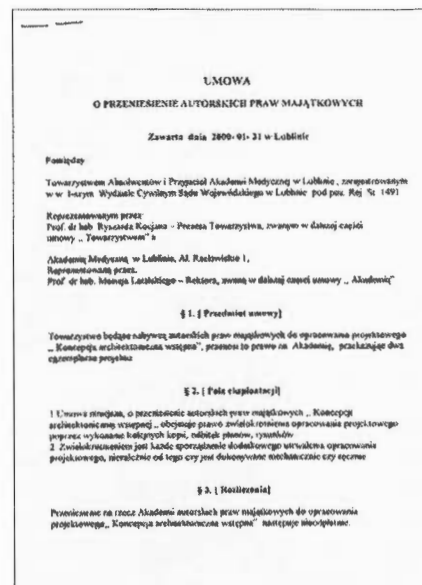 UMOWA
O PRZENIESIENIE AUTORSKICH PRAW MAJĄTKOWYCH
Zawarta dnia 2000-01-31 w Lublinie
Pomiędzy
Towarzystwem Absolwentów i Przyjaciół Akademii Medycznej w Lublinie, zarejestrowanym
w w I-szym Wydziale Cywilnym Sądu Wojewódzkiego w Lublinie pod poz. Rej. St 1491
Reprezentowanym przez:
Prof. dr hab. Ryszarda Kocjana - Prezesa Towarzystwa, zwanym w dalszej części
umowy „ Towarzystwem" a
Akademią Medyczną w Lublinie, Al. Racławickie 1,
Reprezentowaną przez:
Prof. dr hab. Macieja Latalskiego - Rektora, zwaną w dalszej części umowy „ Akademią"
§ 1. [ Przedmiot umowy]
Towarzystwo będące nabywcą autorskich praw majątkowych do opracowania projektowego
„ Koncepcja architektoniczna wstępna", przenosi to prawo na Akademię, przekazując dwa
egzemplarze projektu
§ 2. [ Pola eksploatacji]
1 Umowa niniejsza, o przeniesienie autorskich praw majątkowych „ Koncepcji
architektonicznej wstępnej „ obejmuje prawo zwielokrotnienia opracowania projektowego
poprzez wykonanie kolejnych kopii, odbitek planów, rysunków
2 Zwielokrotnieniem jest każde sporządzenie dodatkowego utrwalenia opracowania
projektowego, niezależnie od tego czy jest dokonywane mechanicznie czy ręcznie
§ 3. [ Rozliczenia]
Przeniesienie na rzecz Akademii autorskich praw majątkowych do opracowania
projektowego „ Koncepcja architektoniczna wstępna" następuje nieodpłatnie.